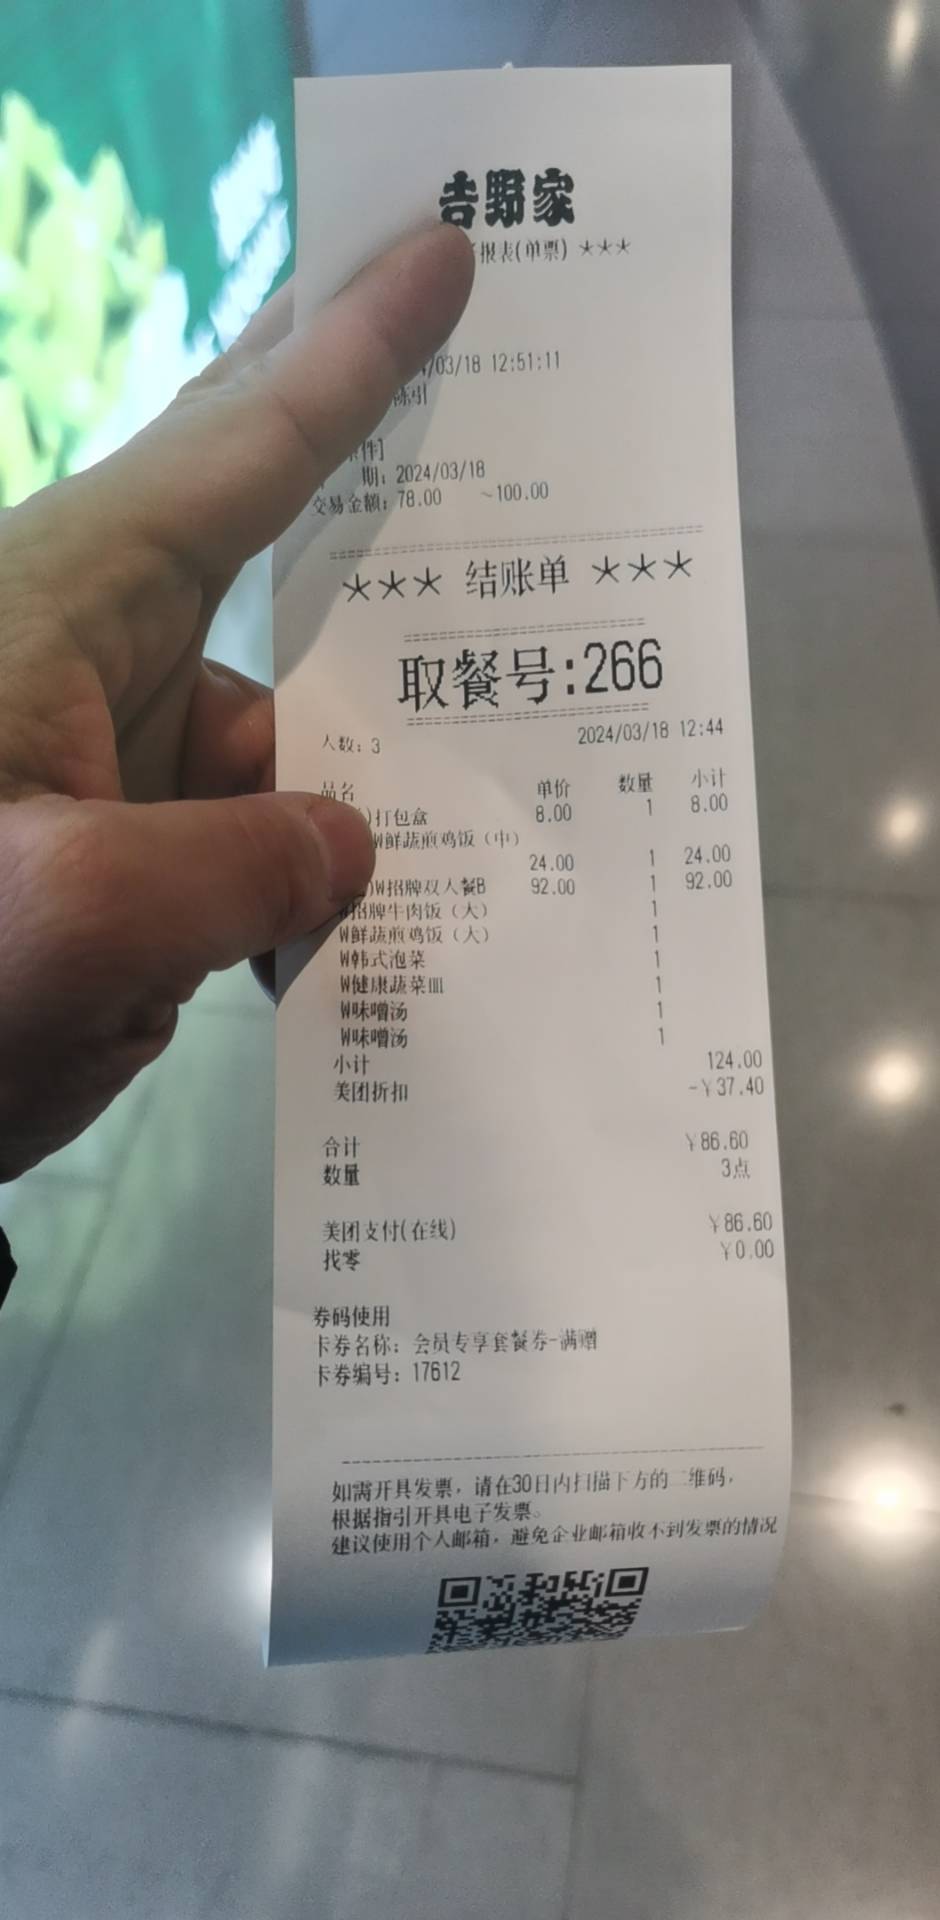 吉野家
报表(单票) ***
/03/18 12:51:11
陈引
件]
期: 2024/03/18
交易金额: 78.00 ~100.00
*** 结账单 ***
取餐号:266
人数: 3 2024/03/18 12:44
品名 单价 数量 小计
)打包盒 8.00 1 8.00
W鲜蔬煎鸡饭（中）
24.00 1 24.00
)W招牌双人餐B 92.00 1 92.00
W招牌牛肉饭（大） 1
W鲜蔬煎鸡饭（大） 1
W韩式泡菜 1
W健康蔬菜皿 1
W味噌汤 1
W味噌汤 1
小计 124.00
美团折扣 -￥37.40
合计 ￥86.60
数量 3点
美团支付(在线) ￥86.60
找零 ￥0.00
券码使用
卡券名称: 会员专享套餐券-满赠
卡券编号: 17612
如需开具发票，请在30日内扫描下方的二维码，
根据指引开具电子发票。
建议使用个人邮箱，避免企业邮箱收不到发票的情况